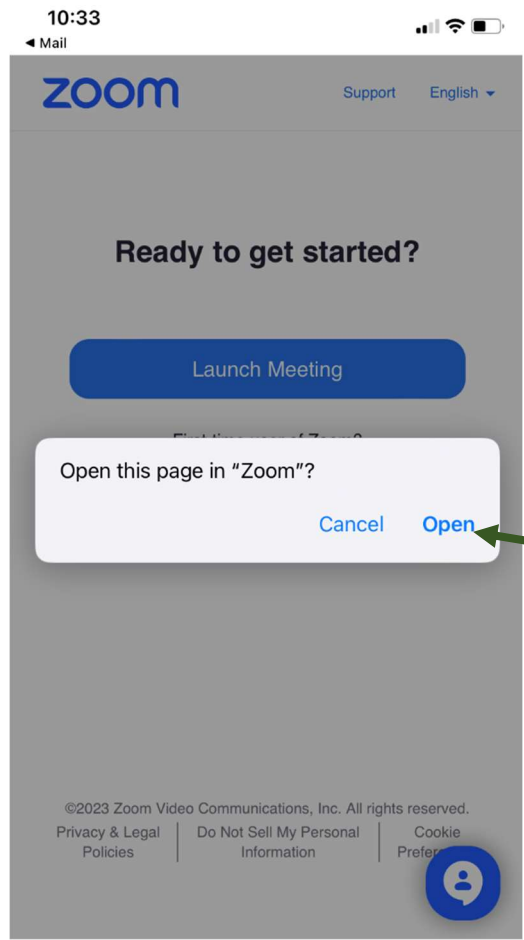 10:33
◀ Mail
zoom
Support English
Ready to get started?
Launch Meeting
Open this page in “Zoom”?
Cancel Open
©2023 Zoom Video Communications, Inc. All rights reserved.
Privacy & Legal Policies
Do Not Sell My Personal Information
Cookie